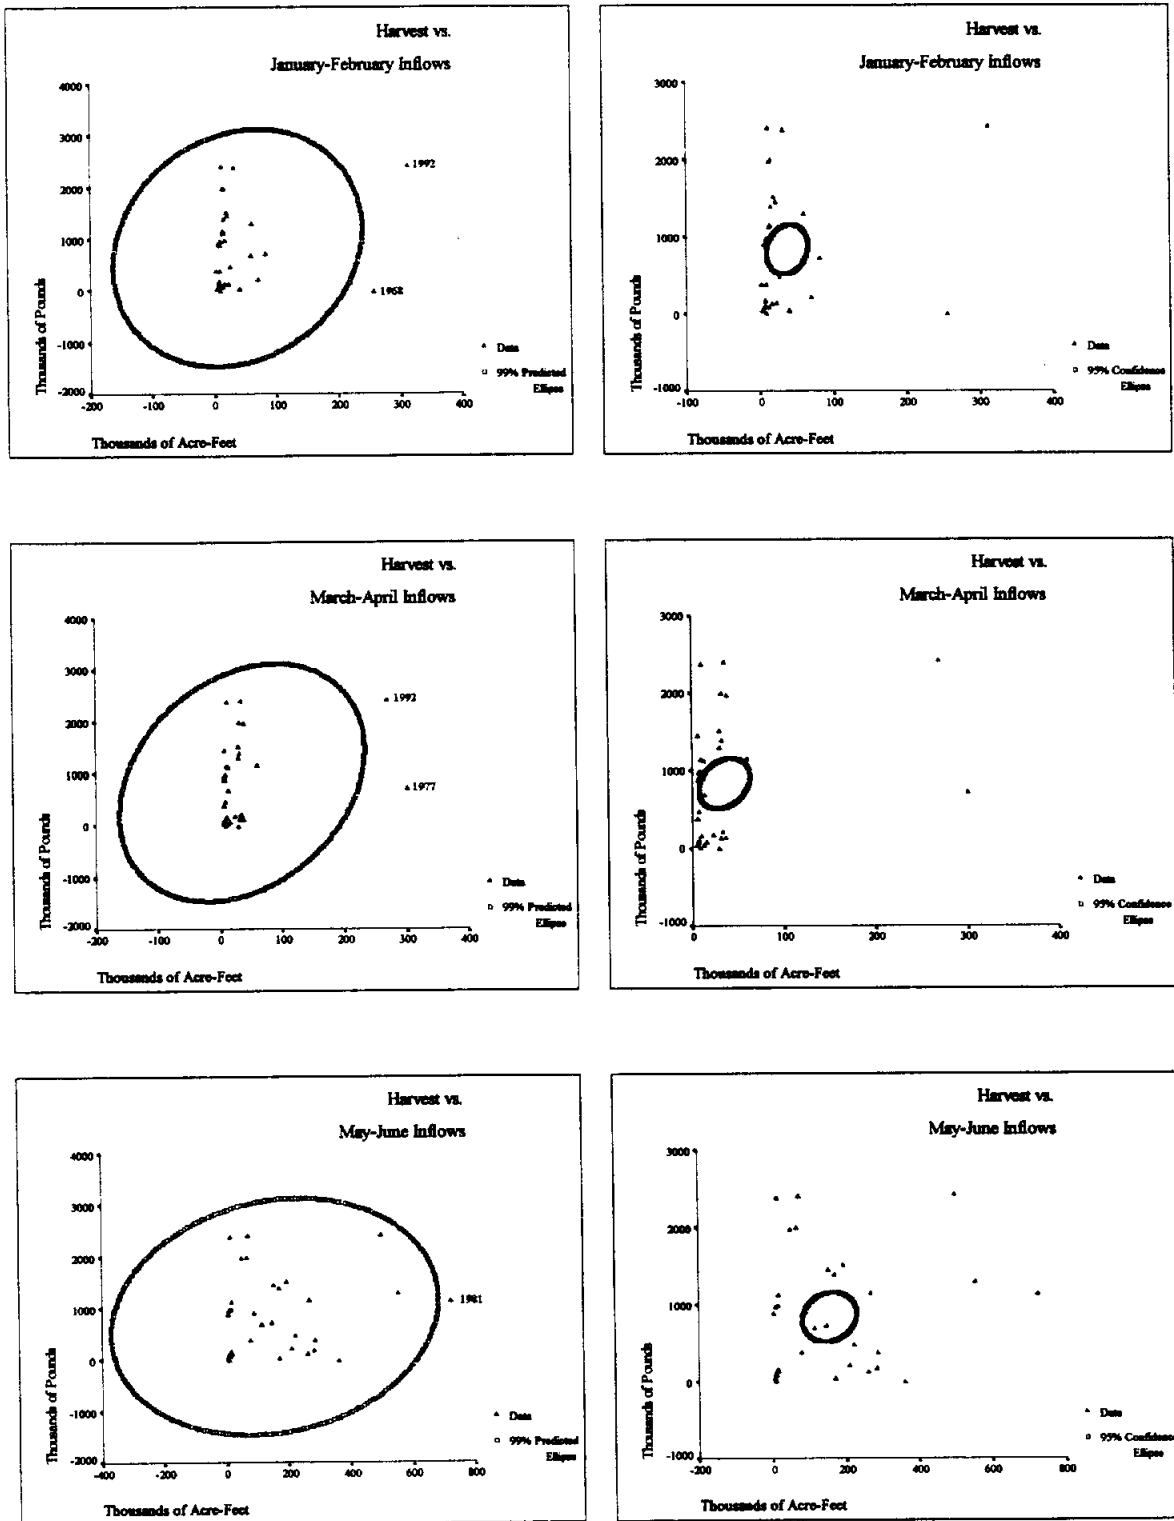 Harvest vs.
January-February Inflows
4000
3000
2000
1000
0
-1000
-2000
-200
-100
0
100
200
300
400
Thousands of Pounds
Thousands of Acre-Feet
1992
1968
Data
99% Predicted
Ellipse
Harvest vs.
January-February Inflows
3000
2000
1000
0
-1000
-100
0
100
200
300
400
Thousands of Pounds
Thousands of Acre-Feet
Data
95% Confidence
Ellipse
Harvest vs.
March-April Inflows
4000
3000
2000
1000
0
-1000
-2000
-200
-100
0
100
200
300
400
Thousands of Pounds
Thousands of Acre-Feet
1992
1977
Data
99% Predicted
Ellipse
Harvest vs.
March-April Inflows
3000
2000
1000
0
-1000
0
100
200
300
400
Thousands of Pounds
Thousands of Acre-Feet
Data
95% Confidence
Ellipse
Harvest vs.
May-June Inflows
4000
3000
2000
1000
0
-1000
-2000
-400
-200
0
200
400
600
800
Thousands of Pounds
Thousands of Acre-Feet
1981
Data
99% Predicted
Ellipse
Harvest vs.
May-June Inflows
3000
2000
1000
0
-1000
-200
0
200
400
600
800
Thousands of Pounds
Thousands of Acre-Feet
Data
95% Confidence
Ellipse